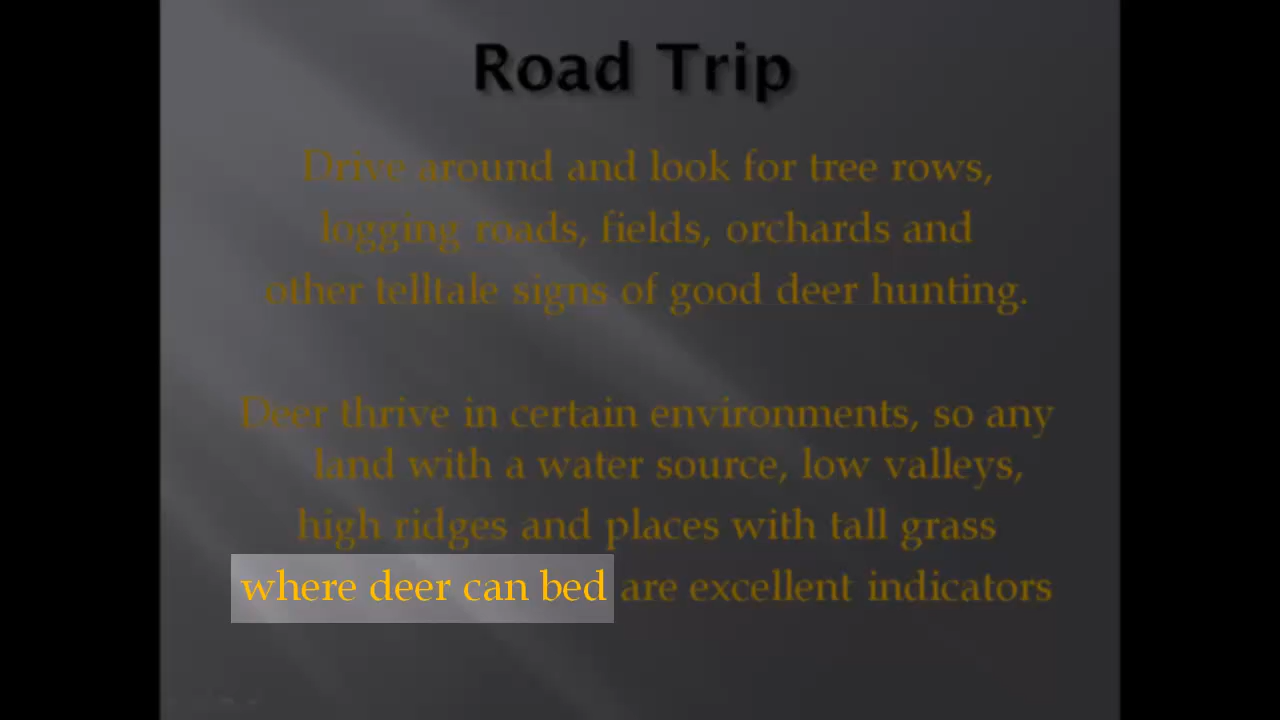 Road Trip
Drive around and look for tree rows,
logging roads, fields, orchards and
other telltale signs of good deer hunting.
Deer thrive in certain environments, so any
land with a water source, low valleys,
high ridges and places with tall grass
where deer can bed are excellent indicators